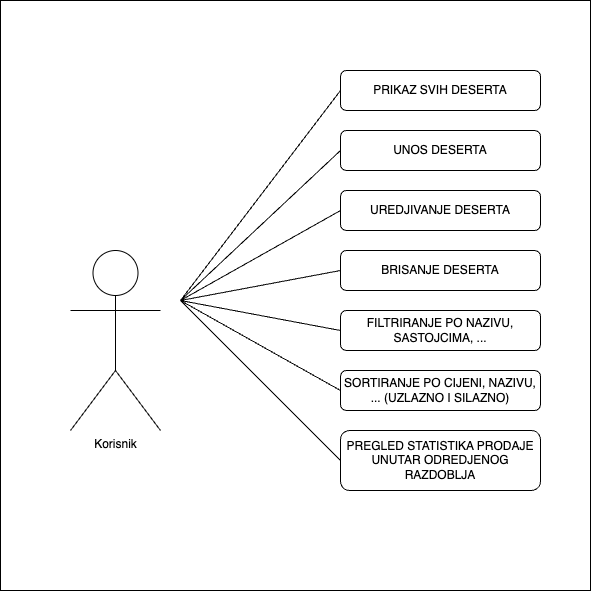 PRIKAZ SVIH DESERTA
UNOS DESERTA
UREDJIVANJE DESERTA
BRISANJE DESERTA
FILTRIRANJE PO NAZIVU,
SASTOJCIMA, ...
SORTIRANJE PO CIJENI, NAZIVU,
... (UZLAZNO I SILAZNO)
PREGLED STATISTIKA PRODAJE
UNUTAR ODREDJENOG
RAZDOBLJA
Korisnik